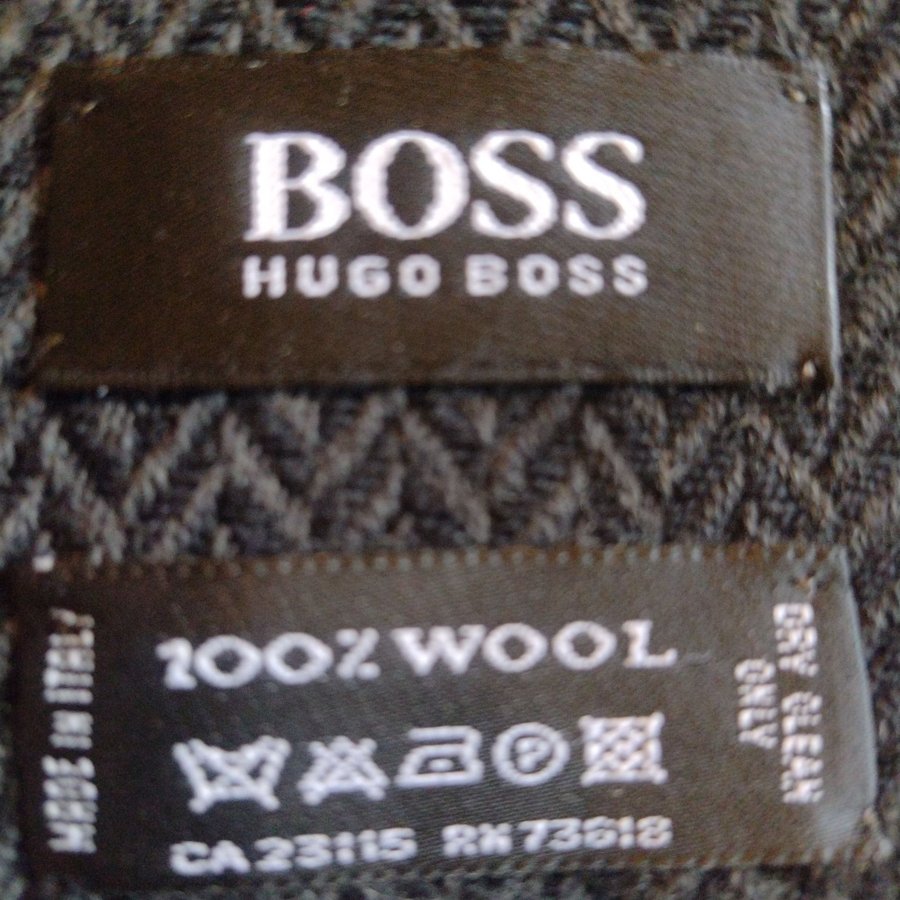 BOSS
HUGO BOSS
MADE IN ITALY
100% WOOL
P
CA 23115 RN 73618
DRY CLEAN
ONLY